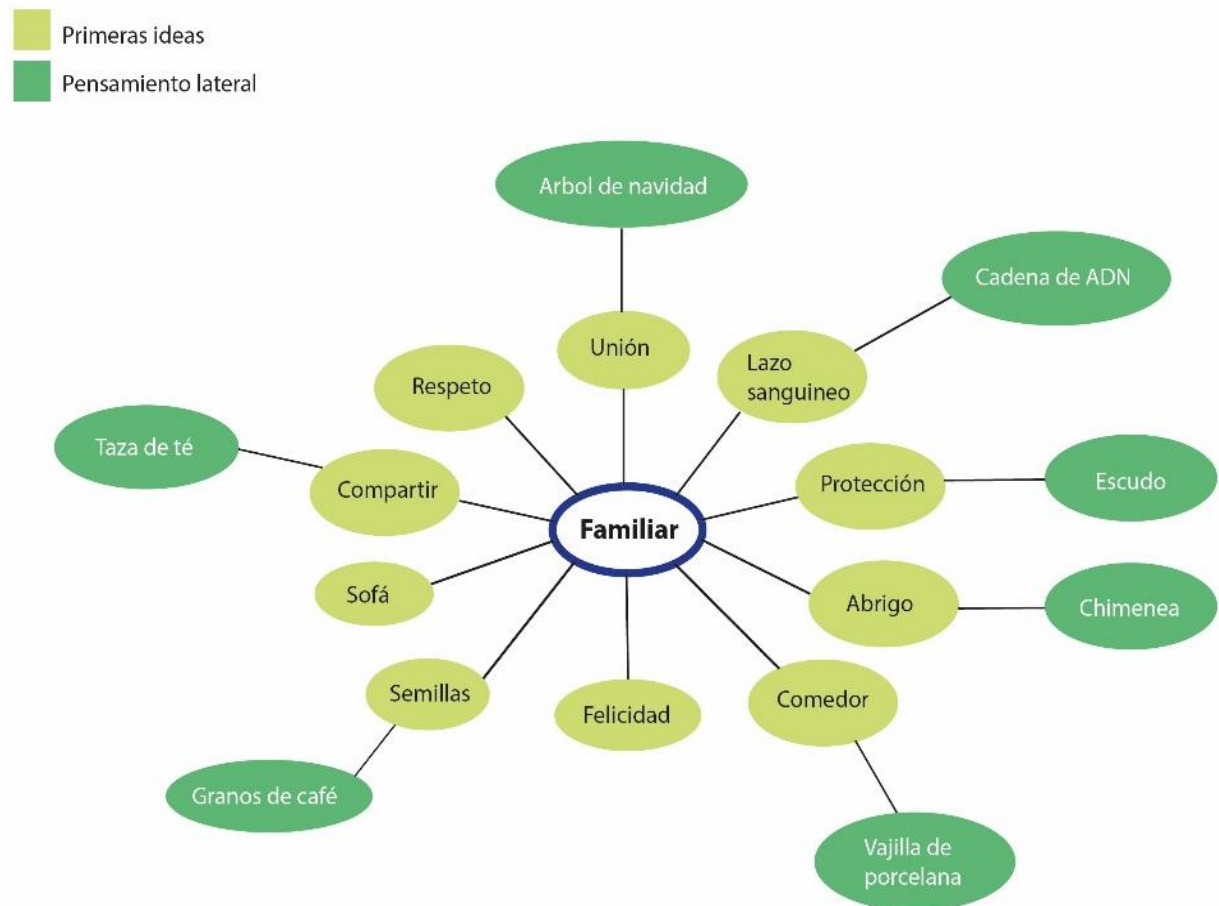 Primeras ideas
Pensamiento lateral
Arbol de navidad
Cadena de ADN
Unión
Lazo
sanguineo
Respeto
Taza de té
Compartir
Protección
Escudo
Familiar
Sofá
Abrigo
Chimenea
Semillas
Felicidad
Comedor
Granos de café
Vajilla de
porcelana